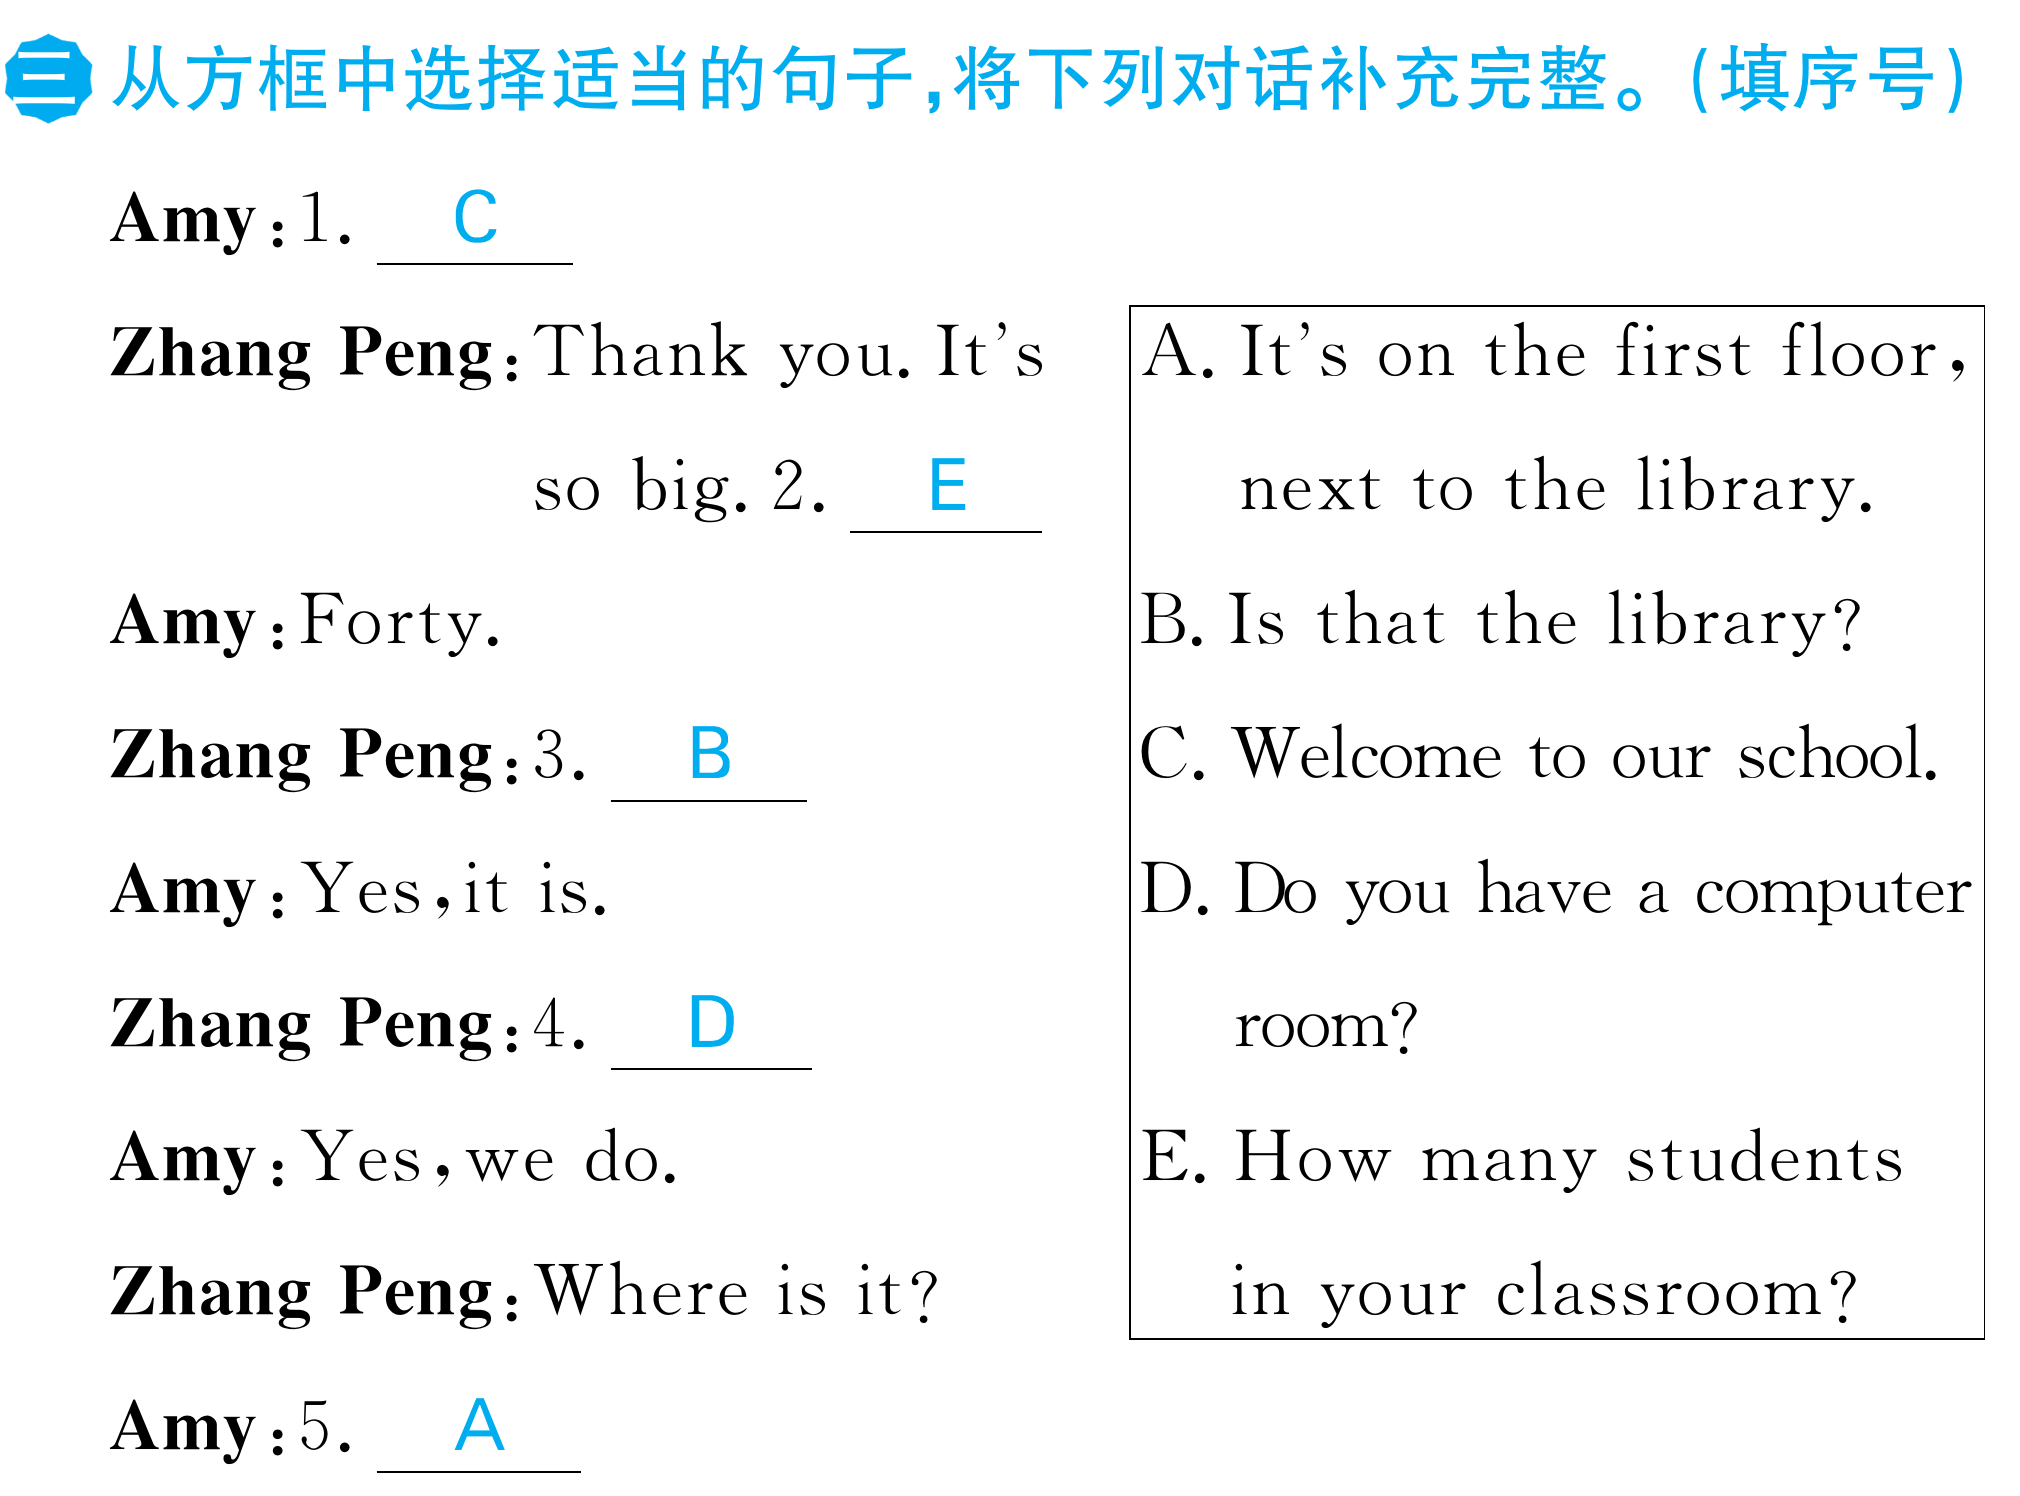 三 从方框中选择适当的句子,将下列对话补充完整。(填序号)
Amy:1. C
Zhang Peng:Thank you. It's
so big. 2. E
Amy:Forty.
Zhang Peng:3. B
Amy:Yes,it is.
Zhang Peng:4. D
Amy:Yes,we do.
Zhang Peng:Where is it?
Amy:5. A
A. It's on the first floor,
next to the library.
B. Is that the library?
C. Welcome to our school.
D. Do you have a computer
room?
E. How many students
in your classroom?